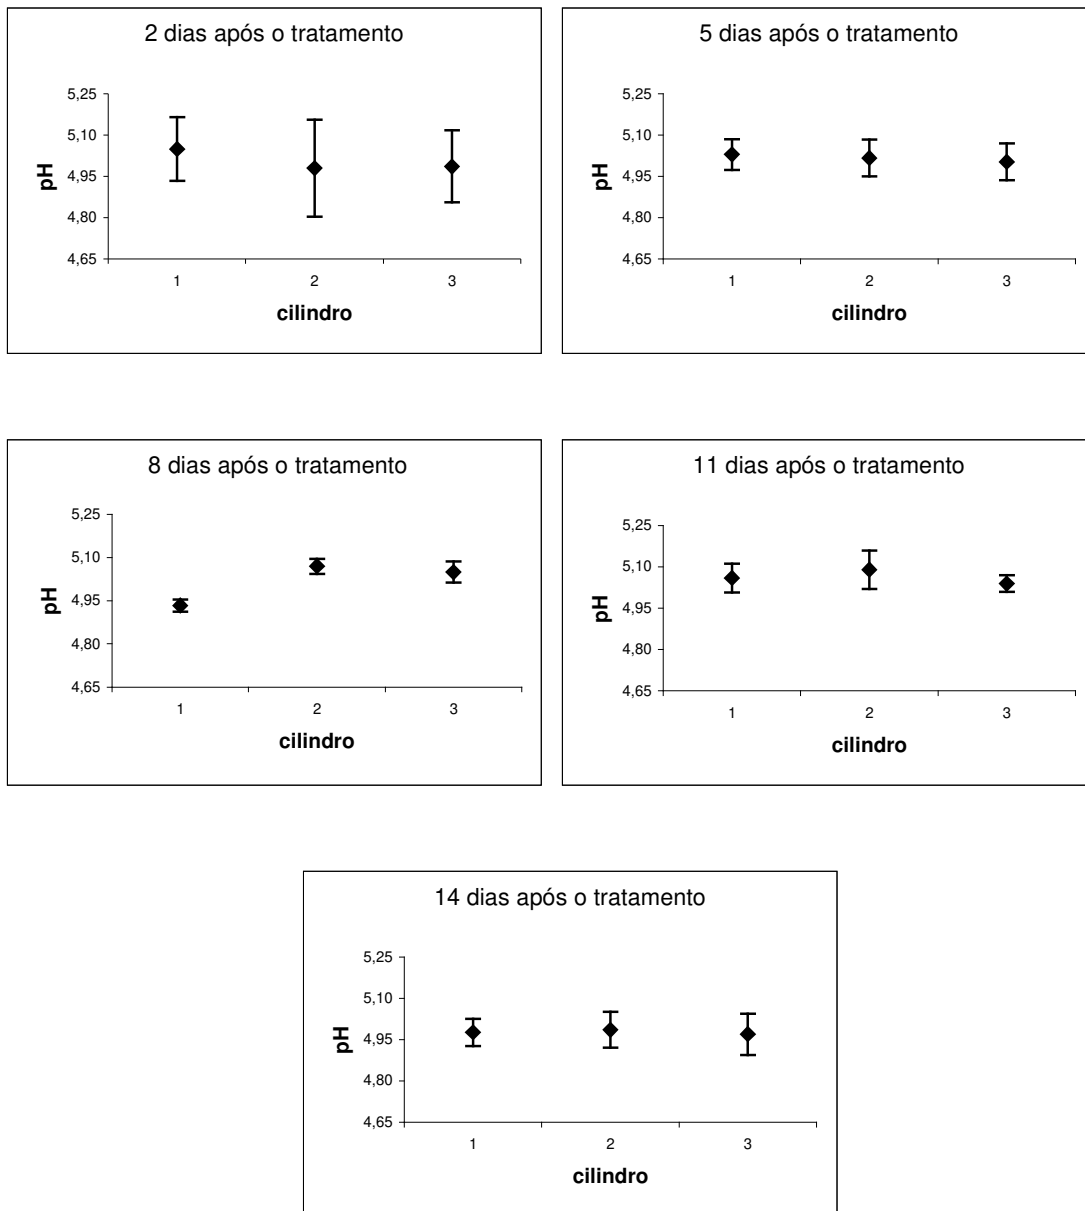 2 dias após o tratamento
5,25
5,10
4,95
4,80
4,65
pH
1 2 3
cilindro
5 dias após o tratamento
5,25
5,10
4,95
4,80
4,65
pH
1 2 3
cilindro
8 dias após o tratamento
5,25
5,10
4,95
4,80
4,65
pH
1 2 3
cilindro
11 dias após o tratamento
5,25
5,10
4,95
4,80
4,65
pH
1 2 3
cilindro
14 dias após o tratamento
5,25
5,10
4,95
4,80
4,65
pH
1 2 3
cilindro